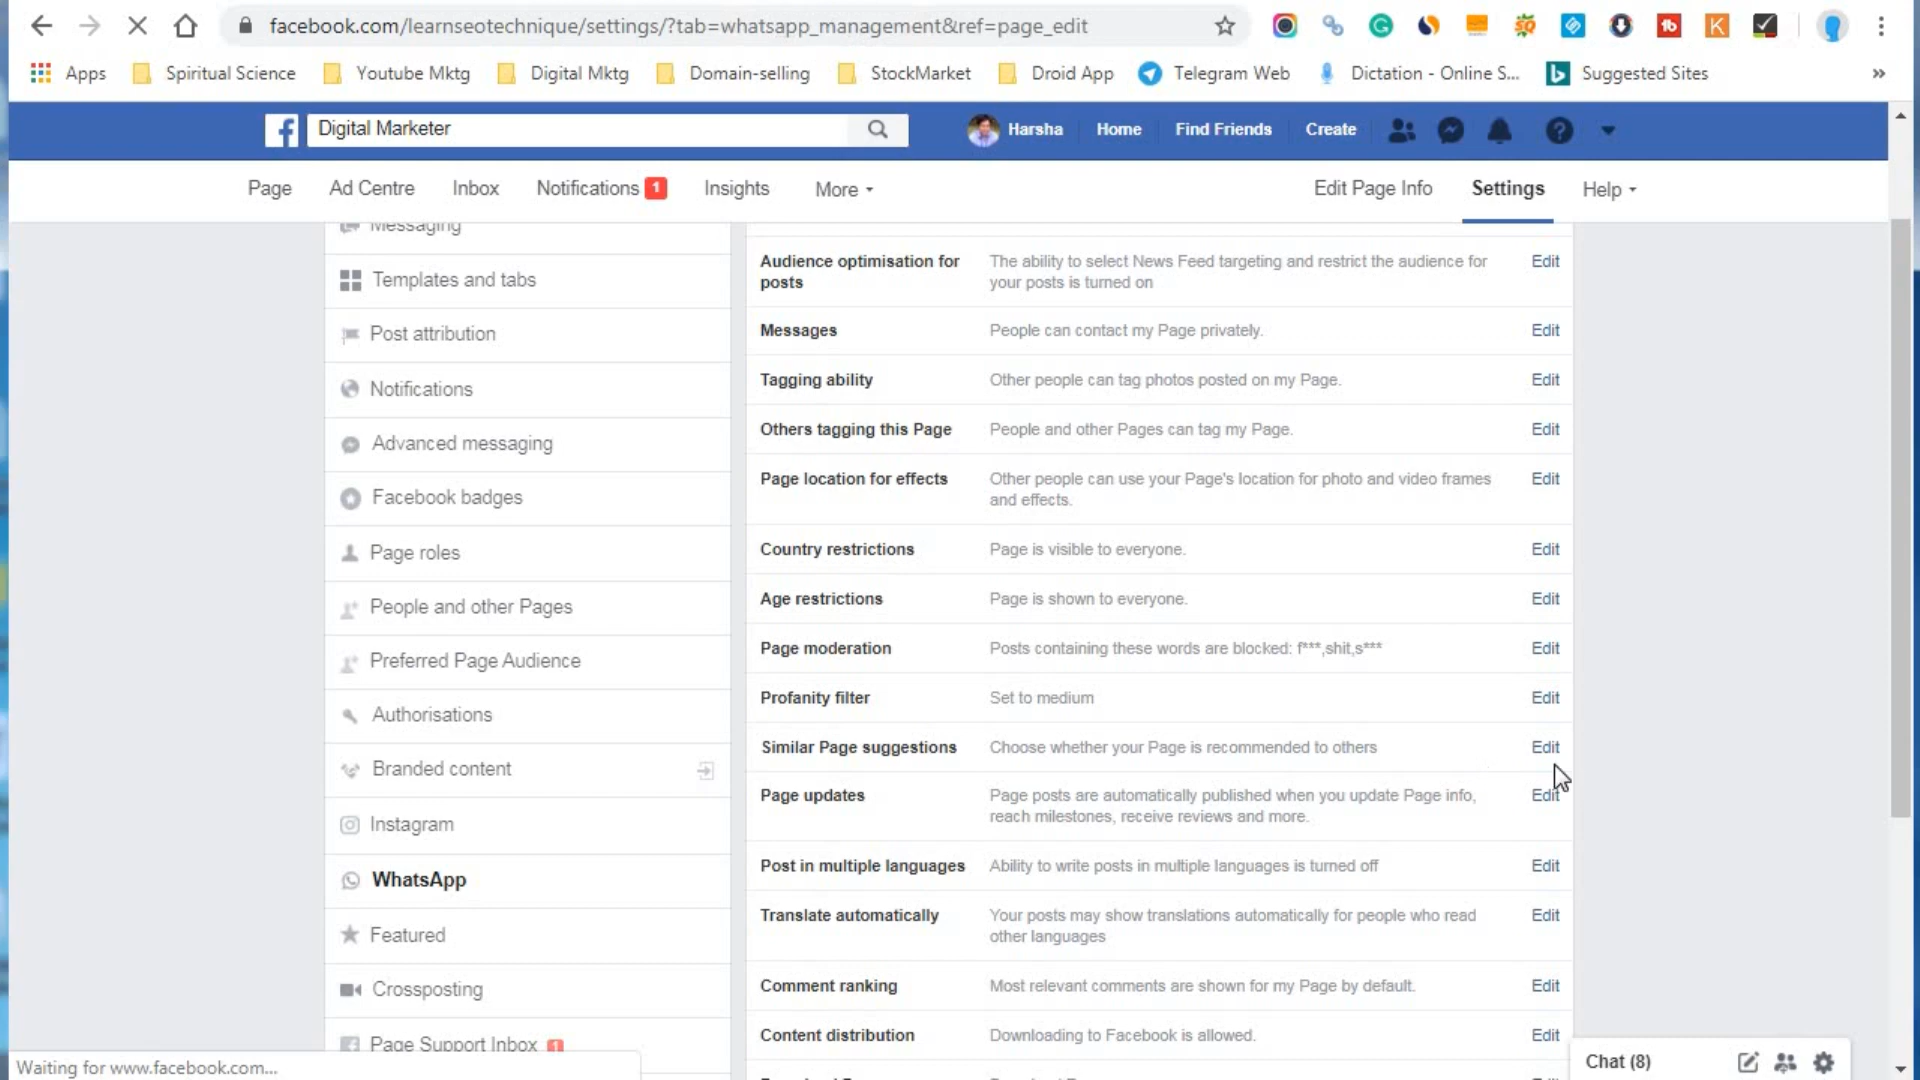 facebook.com/learnseotechnique/settings/?tab=whatsapp_management&ref=page_edit
Apps Spiritual Science Youtube Mktg Digital Mktg Domain-selling StockMarket Droid App Telegram Web Dictation - Online S... Suggested Sites »
Digital Marketer Harsha Home Find Friends Create
Page Ad Centre Inbox Notifications 1 Insights More Edit Page Info Settings Help
Messaging
Templates and tabs
Post attribution
Notifications
Advanced messaging
Facebook badges
Page roles
People and other Pages
Preferred Page Audience
Authorisations
Branded content
Instagram
WhatsApp
Featured
Crossposting
Page Support Inbox 1
Audience optimisation for posts
The ability to select News Feed targeting and restrict the audience for
your posts is turned on
Edit
Messages People can contact my Page privately. Edit
Tagging ability Other people can tag photos posted on my Page. Edit
Others tagging this Page People and other Pages can tag my Page. Edit
Page location for effects Other people can use your Page's location for photo and video frames Edit
and effects.
Country restrictions Page is visible to everyone. Edit
Age restrictions Page is shown to everyone. Edit
Page moderation Posts containing these words are blocked: f***,shit,s*** Edit
Profanity filter Set to medium Edit
Similar Page suggestions Choose whether your Page is recommended to others Edit
Page updates Page posts are automatically published when you update Page info, Edit
reach milestones, receive reviews and more.
Post in multiple languages Ability to write posts in multiple languages is turned off Edit
Translate automatically Your posts may show translations automatically for people who read Edit
other languages
Comment ranking Most relevant comments are shown for my Page by default. Edit
Content distribution Downloading to Facebook is allowed. Edit
Chat (8)
Waiting for www.facebook.com...